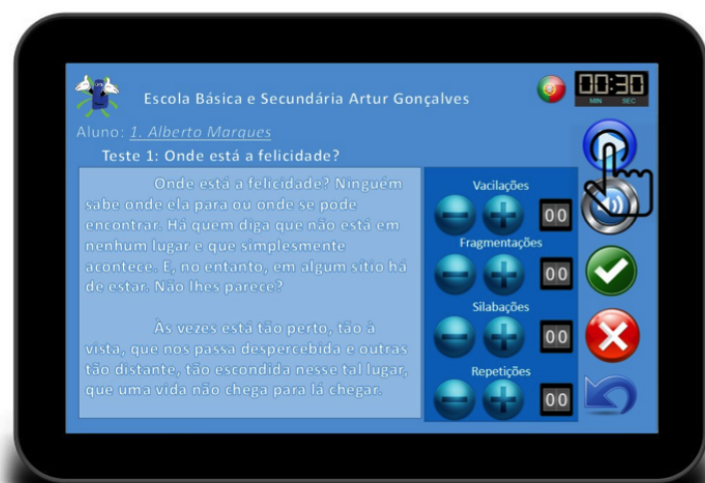 Escola Básica e Secundária Artur Gonçalves
00:30
MIN SEC
Aluno: 1. Alberto Marques
Teste 1: Onde está a felicidade?
Onde está a felicidade? Ninguém
sabe onde ela para ou onde se pode
encontrar. Há quem diga que não está em
nenhum lugar e que simplesmente
acontece. E, no entanto, em algum sítio há
de estar. Não lhes parece?
Às vezes está tão perto, tão à
vista, que nos passa despercebida e outras
tão distante, tão escondida nesse tal lugar,
que uma vida não chega para lá chegar.
Vacilações
00
Fragmentações
00
Silabações
00
Repetições
00